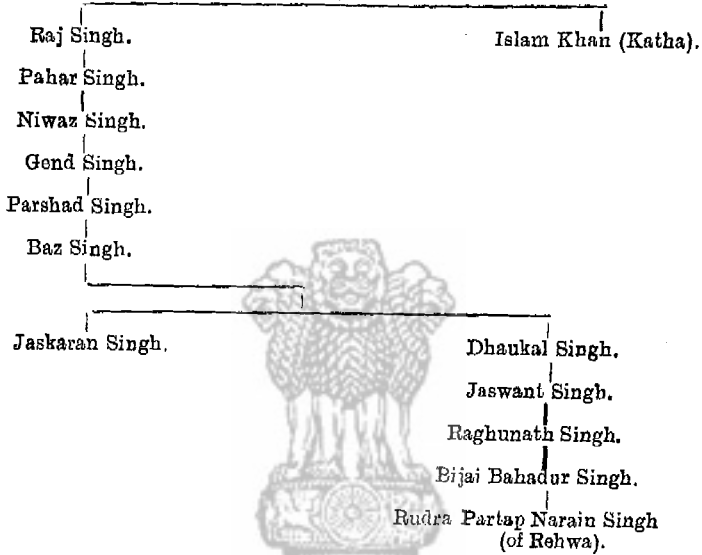 Raj Singh.
Islam Khan (Katha).
Pahar Singh.
Niwaz Singh.
Gend Singh.
Parshad Singh.
Baz Singh.
Jaskaran Singh.
Dhaukal Singh.
Jaswant Singh.
Raghunath Singh.
Bijai Bahadur Singh.
Rudra Partap Narain Singh
(of Rehwa).